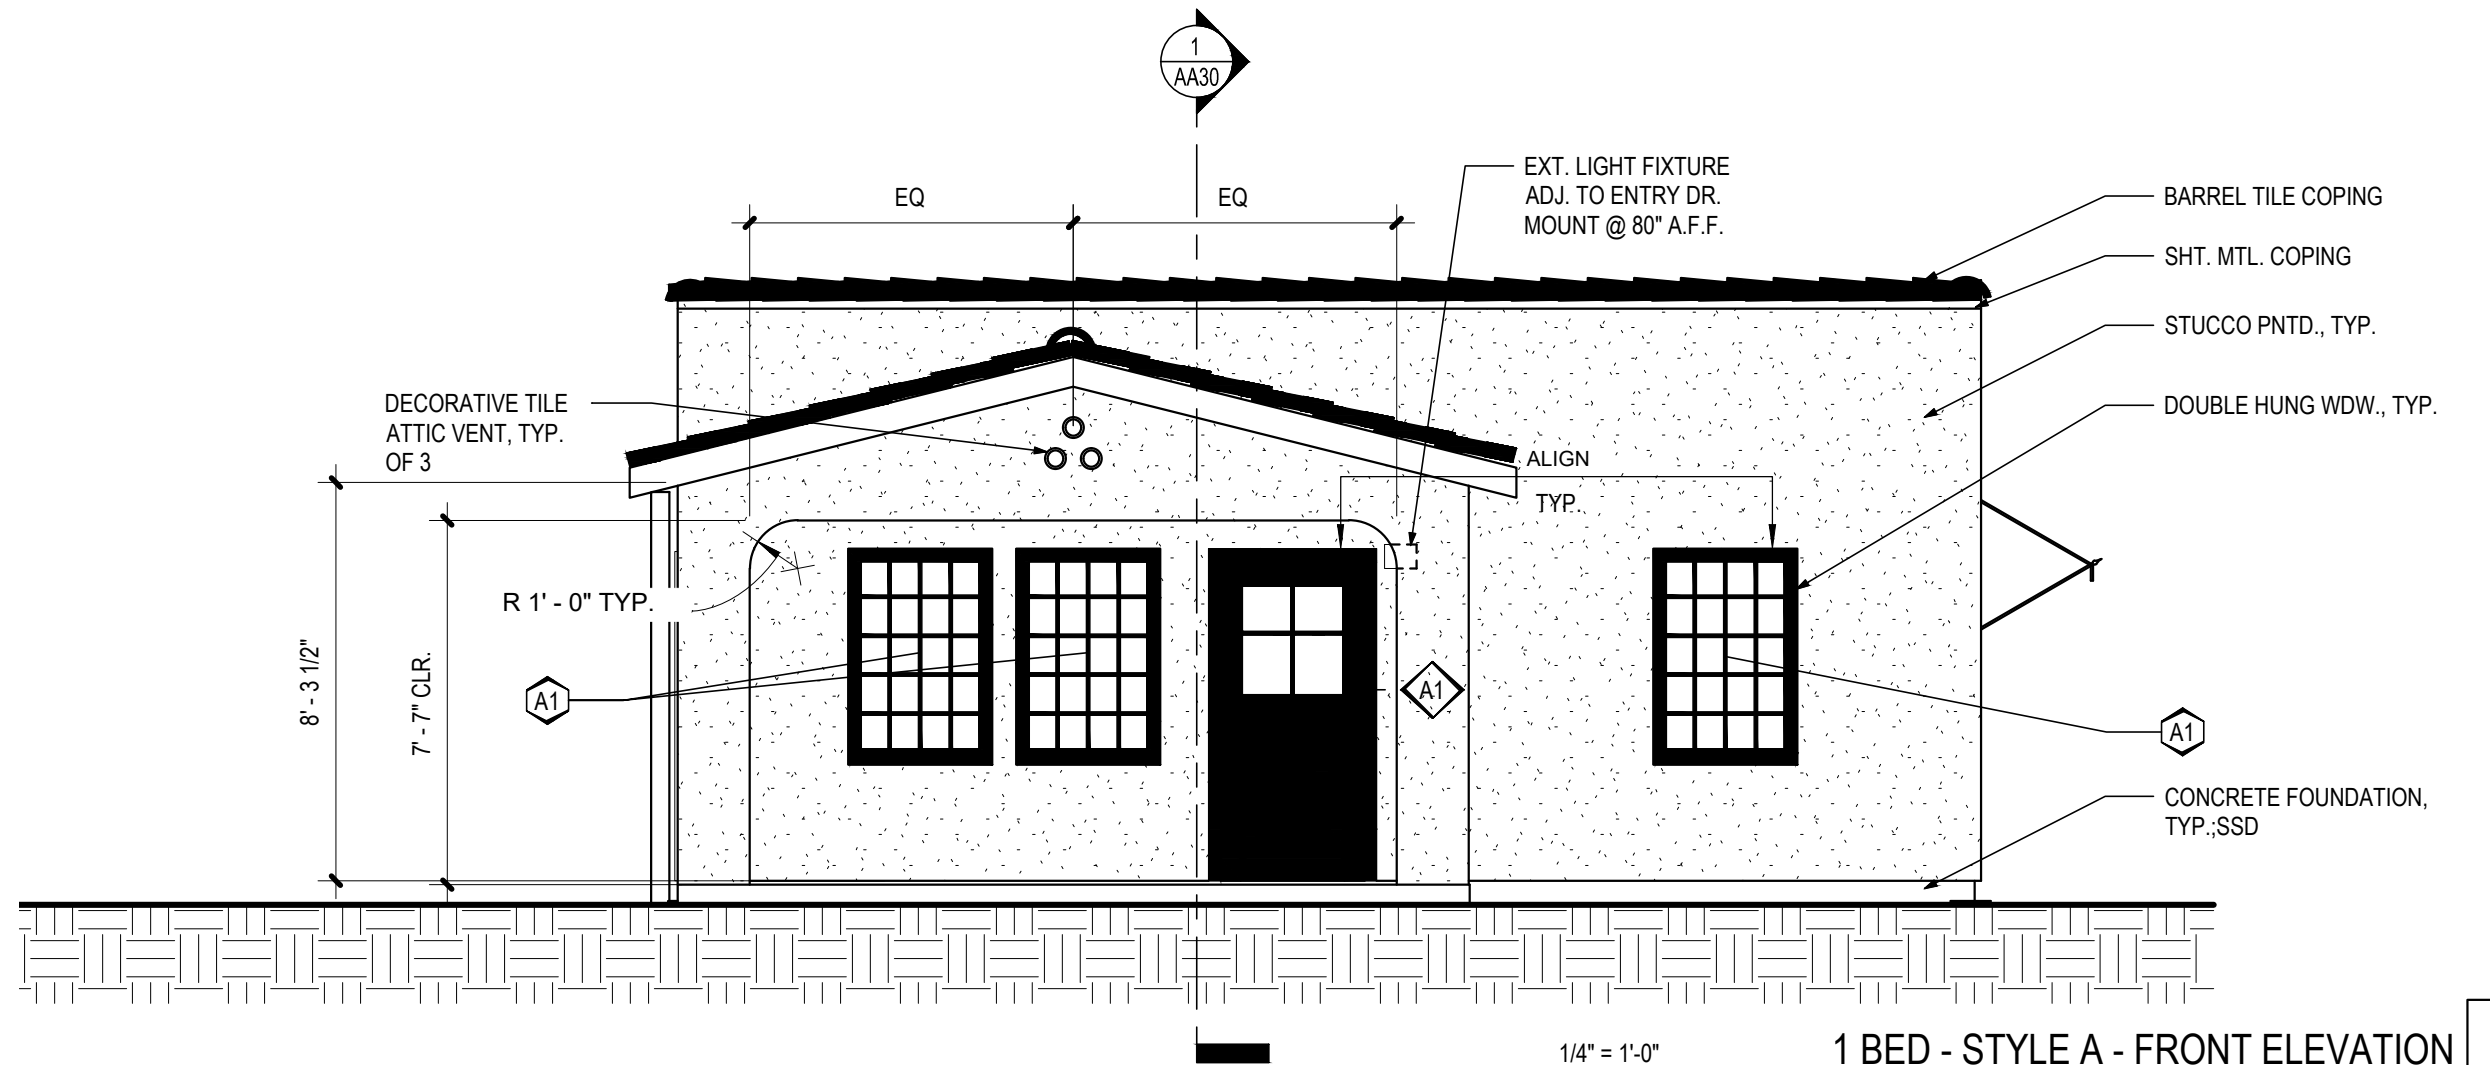 1
AA30
EQ
EQ
EXT. LIGHT FIXTURE
ADJ. TO ENTRY DR.
MOUNT @ 80" A.F.F.
BARREL TILE COPING
SHT. MTL. COPING
STUCCO PNTD., TYP.
DOUBLE HUNG WDW., TYP.
DECORATIVE TILE
ATTIC VENT, TYP.
OF 3
ALIGN
TYP.
R 1' - 0" TYP.
8' - 3 1/2"
7' - 7" CLR.
A1
A1
A1
CONCRETE FOUNDATION,
TYP.;SSD
1/4" = 1'-0"
1 BED - STYLE A - FRONT ELEVATION